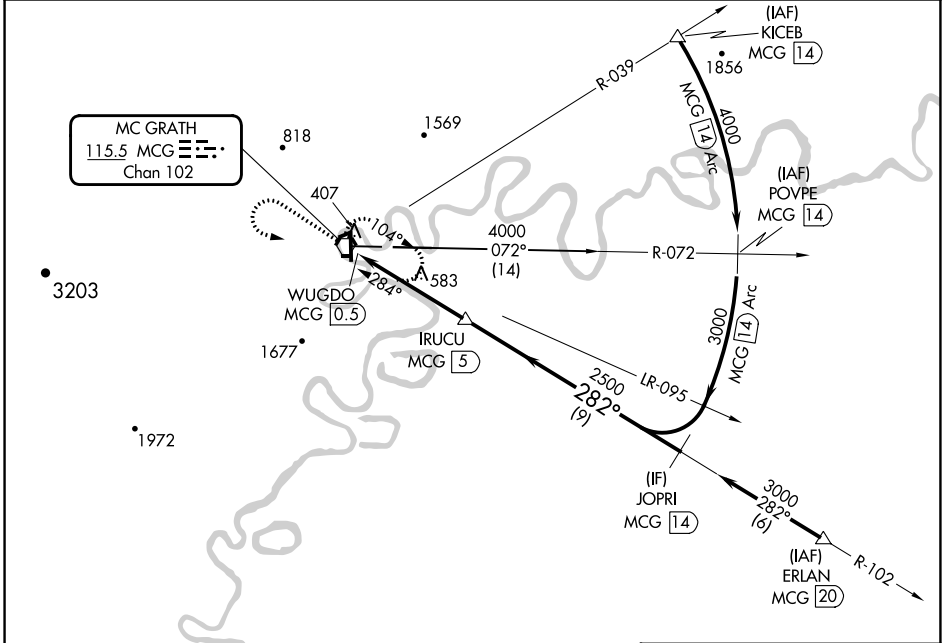 (IAF)
KICEB
MCG 14
1856
R-039
MCG 14 Arc
4000
MC GRATH
115.5 MCG
Chan 102
818
1569
407
104°
(IAF)
POVPE
MCG 14
4000
072°
(14)
R-072
583
3203
284°
WUGDO
MCG 0.5
3000
MCG 14 Arc
1677
IRUCU
MCG 5
LR-095
2500
282°
(9)
1972
(IF)
JOPRI
MCG 14
3000
282°
(6)
(IAF)
ERLAN
MCG 20
R-102